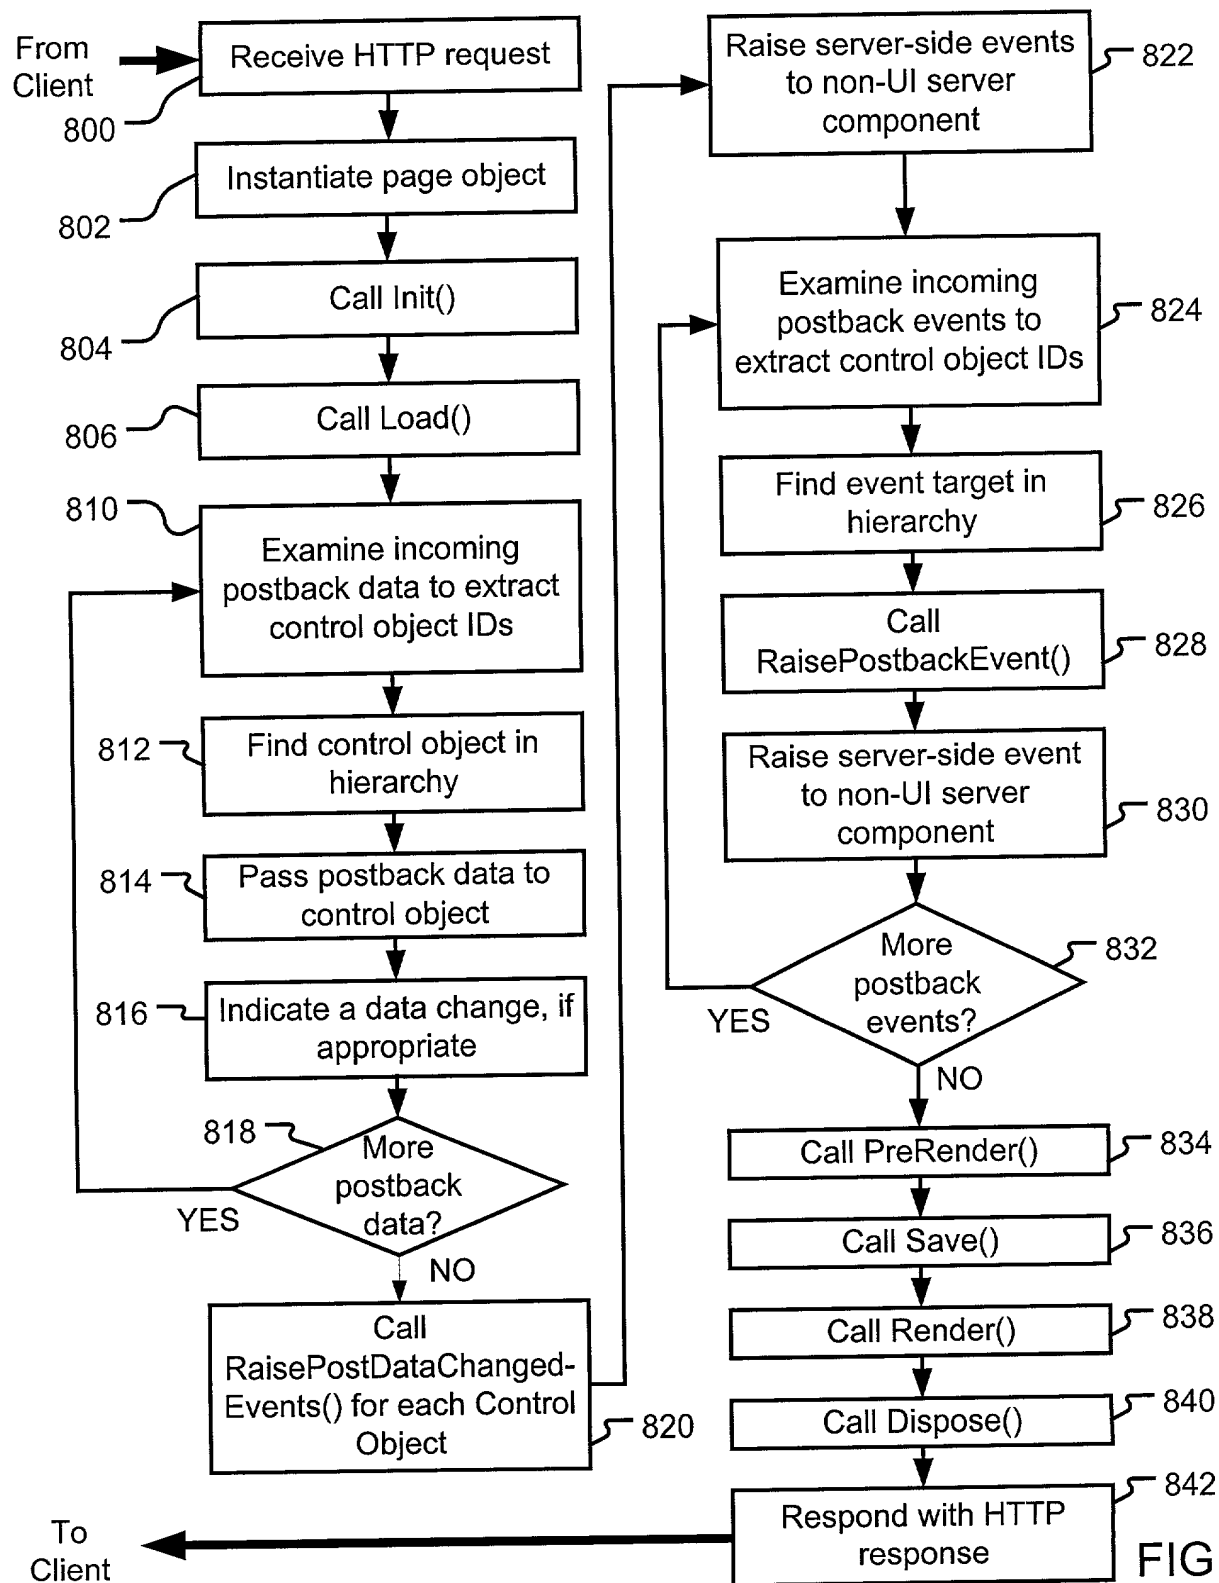 From
Client
Receive HTTP request
800
Instantiate page object
802
Call Init()
804
Call Load()
806
810
Examine incoming
postback data to extract
control object IDs
812
Find control object in
hierarchy
814
Pass postback data to
control object
816
Indicate a data change, if
appropriate
818
More
postback
data?
YES
NO
Call
RaisePostDataChanged-
Events() for each Control
Object
820
Raise server-side events
to non-UI server
component
822
Examine incoming
postback events to
extract control object IDs
824
Find event target in
hierarchy
826
Call
RaisePostbackEvent()
828
Raise server-side event
to non-UI server
component
830
More
postback
events?
832
YES
NO
Call PreRender()
834
Call Save()
836
Call Render()
838
Call Dispose()
840
842
Respond with HTTP
response
To
Client
FIG